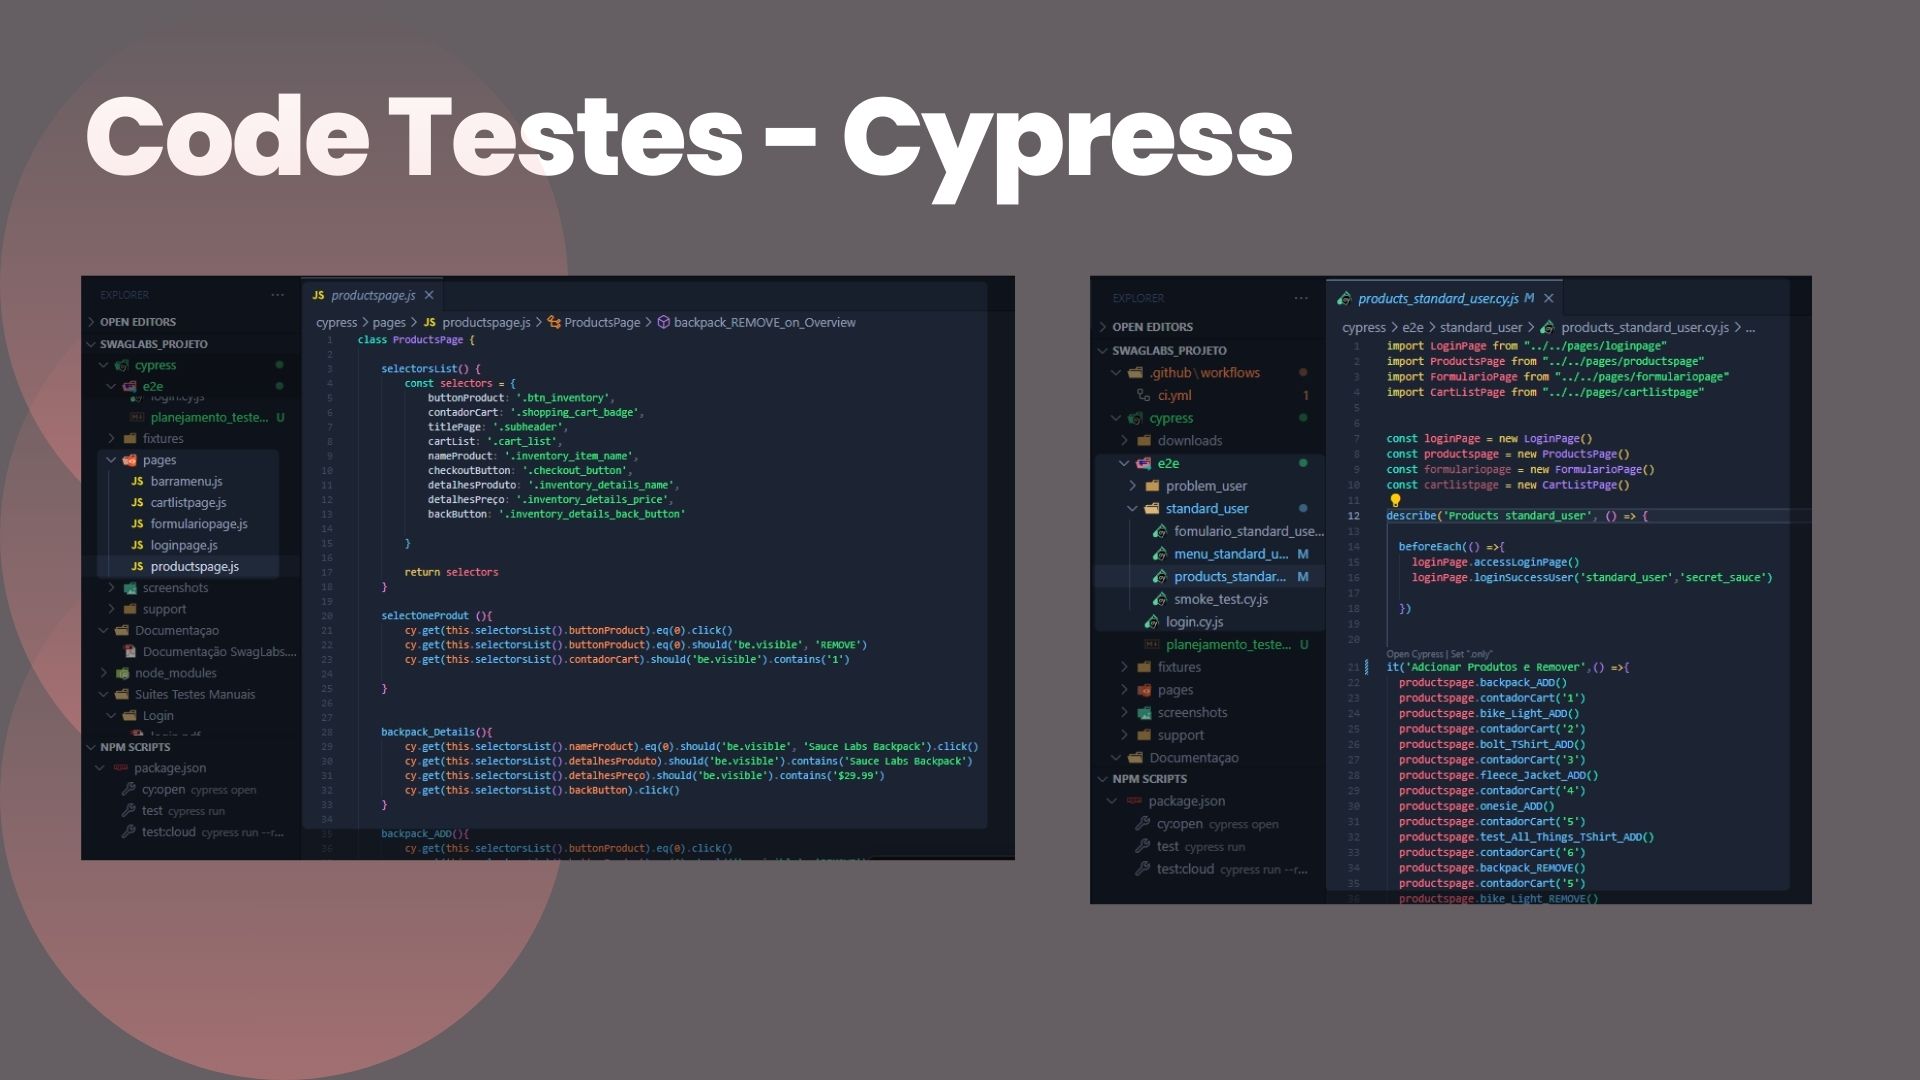 Code Testes - Cypress
EXPLORER
OPEN EDITORS
SWAGLABS_PROJETO
cypress
e2e
login.cy.js
planejamento_teste... U
fixtures
pages
barramenu.js
cartlistpage.js
formulariopage.js
loginpage.js
productspage.js
screenshots
support
Documentaçao
Documentação SwagLabs....
node_modules
Suites Testes Manuais
Login
login.pdf
NPM SCRIPTS
package.json
cy:open cypress open
test cypress run
test:cloud cypress run --r...
JS productspage.js
cypress > pages > JS productspage.js > ProductsPage > backpack_REMOVE_on_Overview
1 class ProductsPage {
2
3 selectorsList() {
4 const selectors = {
5 buttonProduct: '.btn_inventory',
6 contadorCart: '.shopping_cart_badge',
7 titlePage: '.subheader',
8 cartList: '.cart_list',
9 nameProduct: '.inventory_item_name',
10 checkoutButton: '.checkout_button',
11 detalhesProduto: '.inventory_details_name',
12 detalhesPreço: '.inventory_details_price',
13 backButton: '.inventory_details_back_button'
14
15 }
16
17 return selectors
18 }
19
20 selectOneProdut (){
21 cy.get(this.selectorsList().buttonProduct).eq(0).click()
22 cy.get(this.selectorsList().buttonProduct).eq(0).should('be.visible', 'REMOVE')
23 cy.get(this.selectorsList().contadorCart).should('be.visible').contains('1')
24
25 }
26
27
28 backpack_Details(){
29 cy.get(this.selectorsList().nameProduct).eq(0).should('be.visible', 'Sauce Labs Backpack').click()
30 cy.get(this.selectorsList().detalhesProduto).should('be.visible').contains('Sauce Labs Backpack')
31 cy.get(this.selectorsList().detalhesPreço).should('be.visible').contains('$29.99')
32 cy.get(this.selectorsList().backButton).click()
33 }
34
35 backpack_ADD(){
36 cy.get(this.selectorsList().buttonProduct).eq(0).click()
EXPLORER
OPEN EDITORS
SWAGLABS_PROJETO
.github\workflows
ci.yml 1
cypress
downloads
e2e
problem_user
standard_user
fomulario_standard_use...
menu_standard_u... M
products_standar... M
smoke_test.cy.js
login.cy.js
planejamento_teste... U
fixtures
pages
screenshots
support
Documentaçao
NPM SCRIPTS
package.json
cy:open cypress open
test cypress run
test:cloud cypress run --r...
products_standard_user.cy.js M
cypress > e2e > standard_user > products_standard_user.cy.js > ...
1 import LoginPage from "../../pages/loginpage"
2 import ProductsPage from "../../pages/productspage"
3 import FormularioPage from "../../pages/formulariopage"
4 import CartListPage from "../../pages/cartlistpage"
5
6
7 const loginPage = new LoginPage()
8 const productspage = new ProductsPage()
9 const formulariopage = new FormularioPage()
10 const cartlistpage = new CartListPage()
11
12 describe('Products standard_user', () => {
13
14 beforeEach(() =>{
15 loginPage.accessLoginPage()
16 loginPage.loginSuccessUser('standard_user','secret_sauce')
17
18 })
19
20
Open Cypress | Set ".only"
21 it('Adcionar Produtos e Remover',() =>{
22 productspage.backpack_ADD()
23 productspage.contadorCart('1')
24 productspage.bike_Light_ADD()
25 productspage.contadorCart('2')
26 productspage.bolt_TShirt_ADD()
27 productspage.contadorCart('3')
28 productspage.fleece_Jacket_ADD()
29 productspage.contadorCart('4')
30 productspage.onesie_ADD()
31 productspage.contadorCart('5')
32 productspage.test_All_Things_TShirt_ADD()
33 productspage.contadorCart('6')
34 productspage.backpack_REMOVE()
35 productspage.contadorCart('5')
36 productspage.bike_Light_REMOVE()